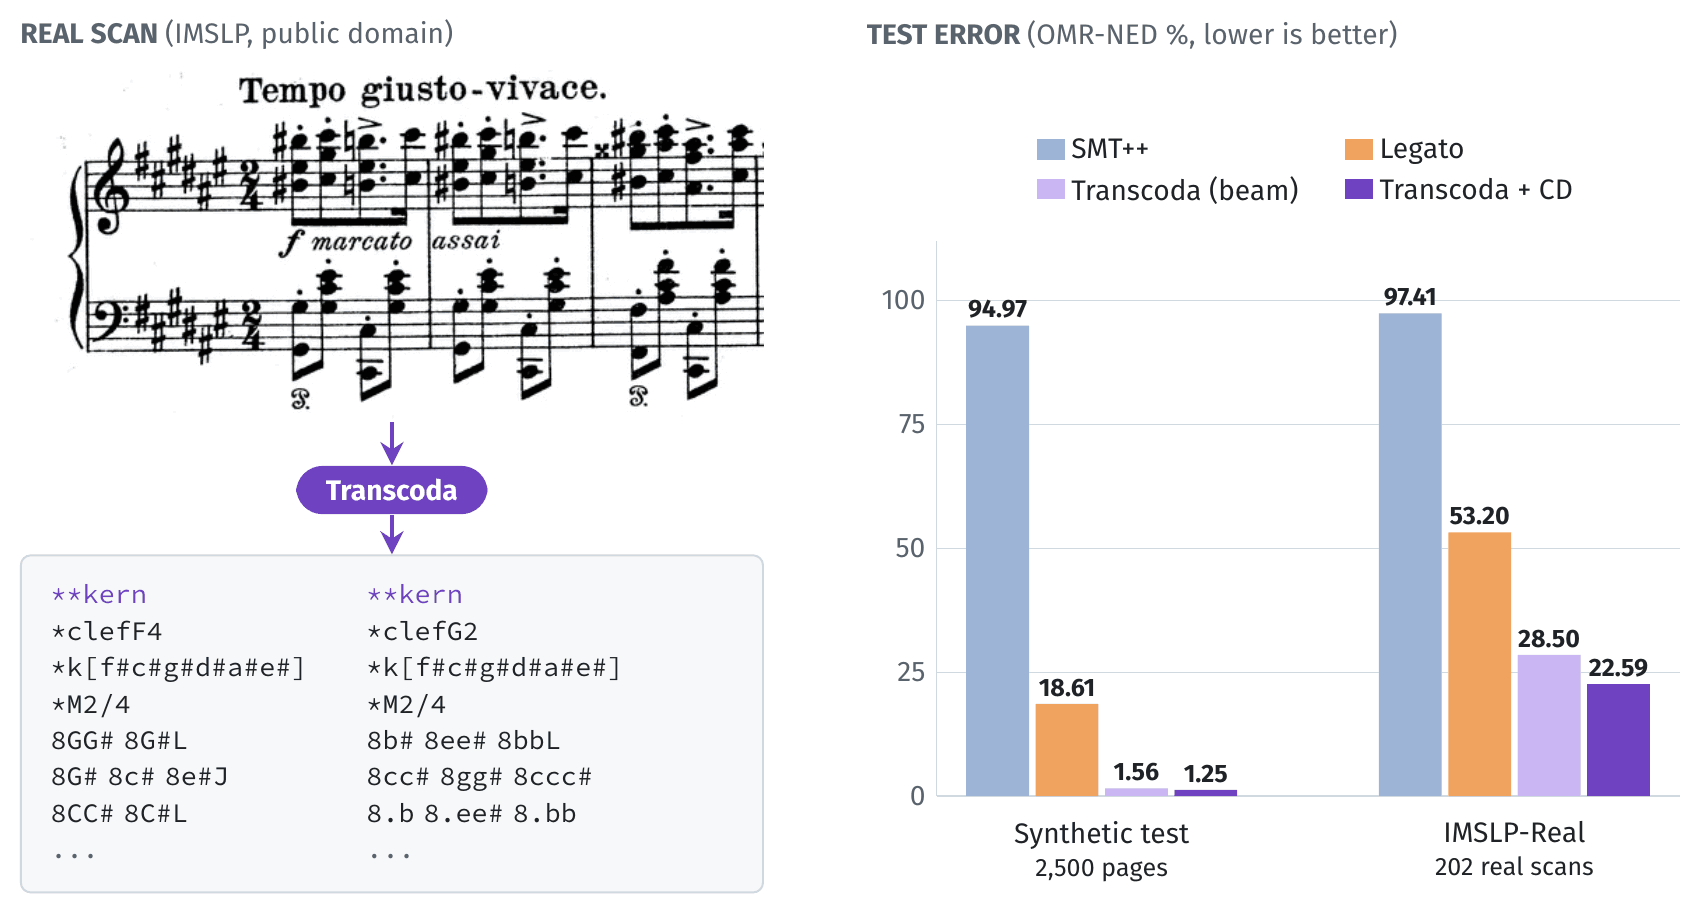 REAL SCAN (IMSLP, public domain)
Tempo giusto-vivace.
2
4
f marcato assai
2
4
P. P.
Transcoda
**kern **kern
*clefF4 *clefG2
*k[f#c#g#d#a#e#] *k[f#c#g#d#a#e#]
*M2/4 *M2/4
8GG# 8G#L 8b# 8ee# 8bbL
8G# 8c# 8e#J 8cc# 8gg# 8ccc#
8CC# 8C#L 8.b 8.ee# 8.bb
... ...
TEST ERROR (OMR-NED %, lower is better)
SMT++ Legato
Transcoda (beam) Transcoda + CD
100
75
50
25
0
94.97
18.61
1.56
1.25
97.41
53.20
28.50
22.59
Synthetic test
2,500 pages
IMSLP-Real
202 real scans